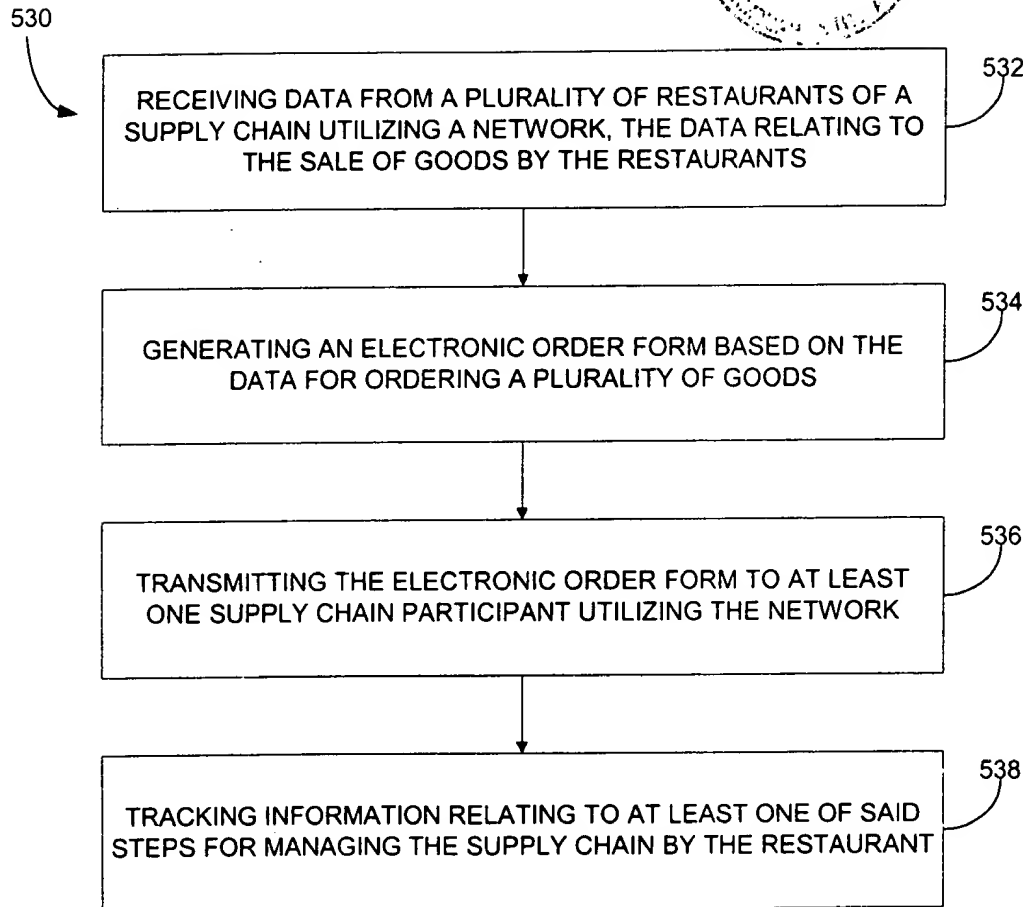 530
532
RECEIVING DATA FROM A PLURALITY OF RESTAURANTS OF A
SUPPLY CHAIN UTILIZING A NETWORK, THE DATA RELATING TO
THE SALE OF GOODS BY THE RESTAURANTS
534
GENERATING AN ELECTRONIC ORDER FORM BASED ON THE
DATA FOR ORDERING A PLURALITY OF GOODS
536
TRANSMITTING THE ELECTRONIC ORDER FORM TO AT LEAST
ONE SUPPLY CHAIN PARTICIPANT UTILIZING THE NETWORK
538
TRACKING INFORMATION RELATING TO AT LEAST ONE OF SAID
STEPS FOR MANAGING THE SUPPLY CHAIN BY THE RESTAURANT